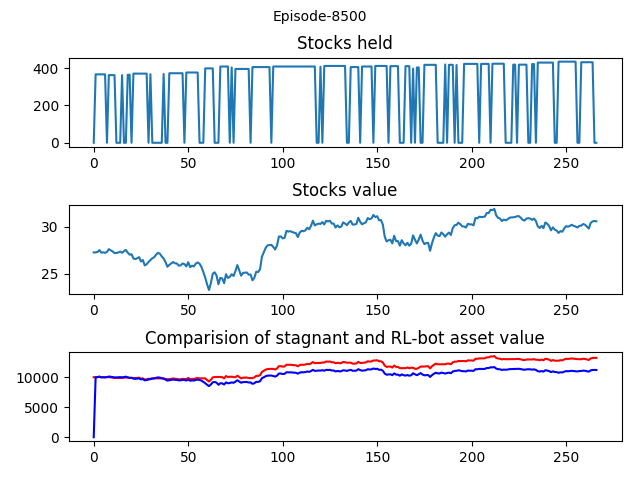 Episode-8500
Stocks held
400
200
0
0 50 100 150 200 250
Stocks value
30
25
0 50 100 150 200 250
Comparision of stagnant and RL-bot asset value
10000
5000
0
0 50 100 150 200 250